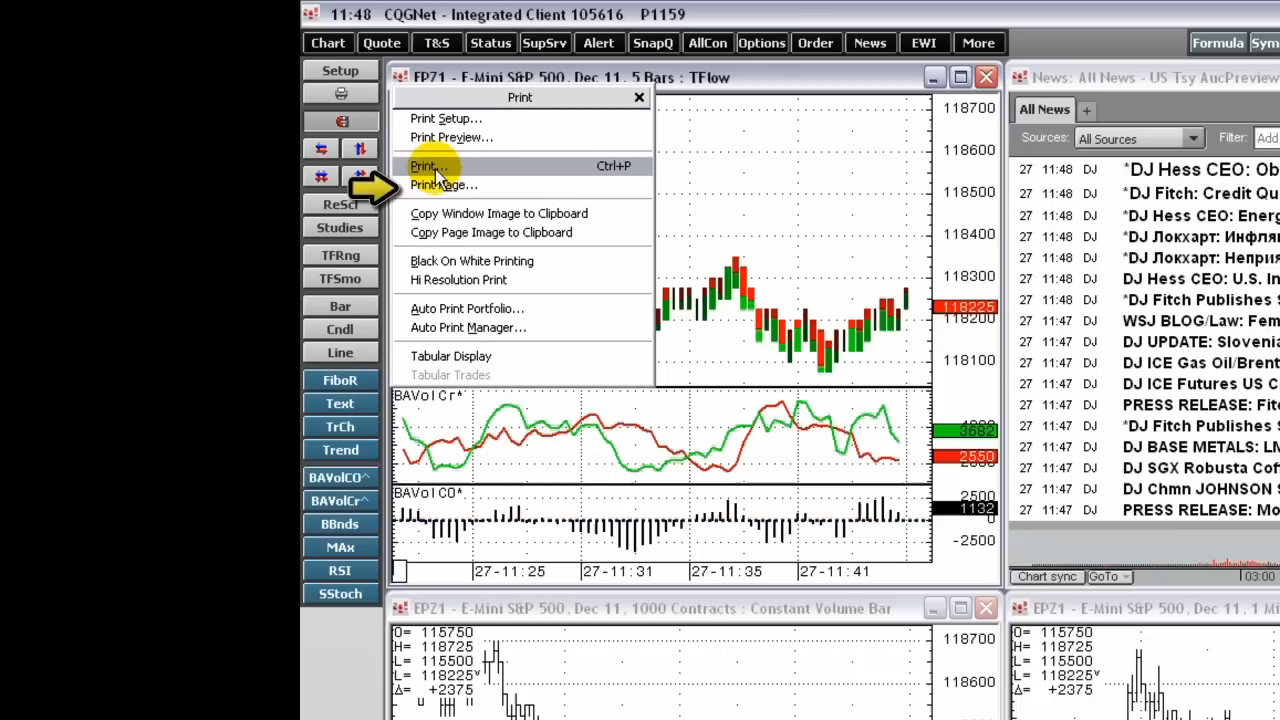 11:48 CQGNet - Integrated Client 105616 P1159
Chart Quote T&S Status SupSrv Alert SnapQ AllCon Options Order News EWI More Formula Sym
Setup
ReScl
Studies
TFRng
TFSmo
Bar
Cndl
Line
FiboR
Text
TrCh
Trend
BAVolCO^
BAVolCr^
BBnds
MAx
RSI
SStoch
EPZ1 - E-Mini S&P 500, Dec 11, 5 Bars : TFlow
Print
Print Setup...
Print Preview...
Print... Ctrl+P
Print Page...
Copy Window Image to Clipboard
Copy Page Image to Clipboard
Black On White Printing
Hi Resolution Print
Auto Print Portfolio...
Auto Print Manager...
Tabular Display
Tabular Trades
118700
118600
118500
118400
118300
118225
118200
118100
BAVolCr*
3682
2550
BAVolCO*
2500
1132
0
-2500
27-11:25 27-11:31 27-11:35 27-11:41
News: All News - US Tsy AucPreview
All News +
Sources: All Sources Filter: Add
27 11:48 DJ *DJ Hess CEO: Ob
27 11:48 DJ *DJ Fitch: Credit Qu
27 11:48 DJ *DJ Hess CEO: Energ
27 11:48 DJ *DJ Локхарт: Инфля
27 11:48 DJ *DJ Локхарт: Неприя
27 11:48 DJ DJ Hess CEO: U.S. In
27 11:48 DJ *DJ Fitch Publishes S
27 11:48 DJ WSJ BLOG/Law: Fem
27 11:48 DJ DJ UPDATE: Slovenia
27 11:48 DJ DJ ICE Gas Oil/Brent
27 11:48 DJ DJ ICE Futures US C
27 11:47 DJ PRESS RELEASE: Fitc
27 11:47 DJ *DJ Fitch Publishes S
27 11:47 DJ DJ BASE METALS: LM
27 11:47 DJ DJ SGX Robusta Coff
27 11:47 DJ DJ Chmn JOHNSON S
27 11:47 DJ PRESS RELEASE: Mo
Chart sync GoTo 03:00
EPZ1 - E-Mini S&P 500, Dec 11, 1000 Contracts : Constant Volume Bar
O= 115750
H= 118725
L= 115500
L= 118225v
Δ= +2375
118700
118600
EPZ1 - E-Mini S&P 500, Dec 11, 1 Mi
O= 115750
H= 118725
L= 115500
L= 118225v
Δ= +2375